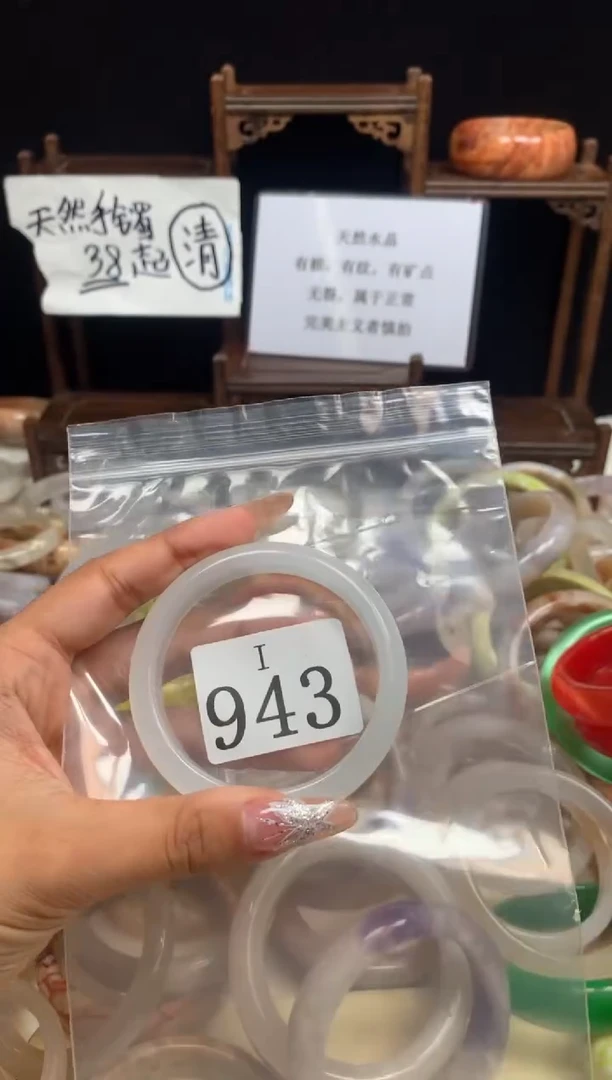 天然手镯
38起
清
天然水晶
有棉、有纹、有矿点
无裂，属于正常
完美主义者慎拍
I
943